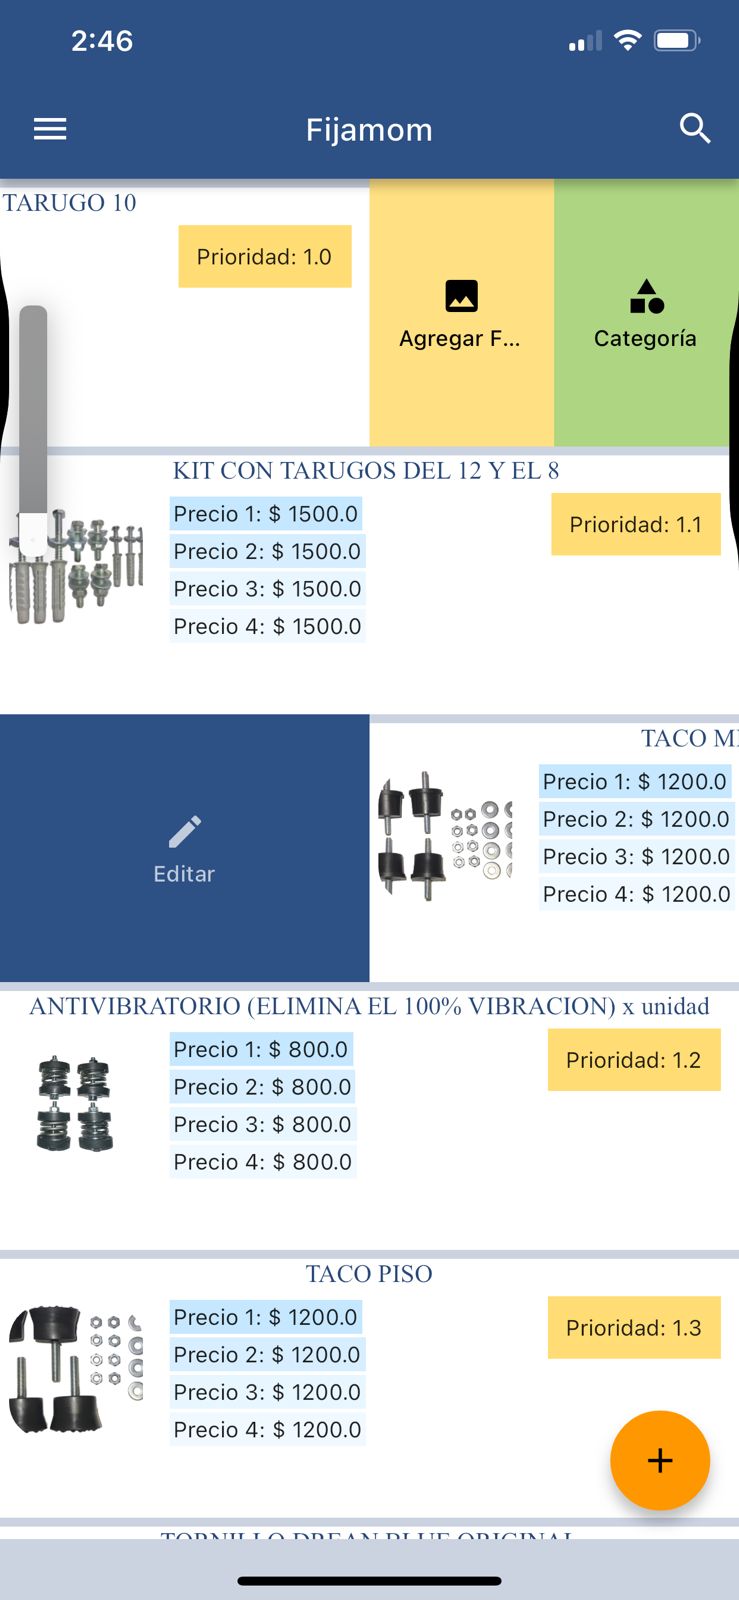 2:46
Fijamom
TARUGO 10
Prioridad: 1.0
Agregar F...
Categoría
KIT CON TARUGOS DEL 12 Y EL 8
Precio 1: $ 1500.0
Prioridad: 1.1
Precio 2: $ 1500.0
Precio 3: $ 1500.0
Precio 4: $ 1500.0
Editar
TACO
Precio 1: $ 1200.0
Precio 2: $ 1200.0
Precio 3: $ 1200.0
Precio 4: $ 1200.0
ANTIVIBRATORIO (ELIMINA EL 100% VIBRACION) x unidad
Precio 1: $ 800.0
Prioridad: 1.2
Precio 2: $ 800.0
Precio 3: $ 800.0
Precio 4: $ 800.0
TACO PISO
Precio 1: $ 1200.0
Prioridad: 1.3
Precio 2: $ 1200.0
Precio 3: $ 1200.0
Precio 4: $ 1200.0
+
TORNILLO DREAN BLUE ORIGINAL